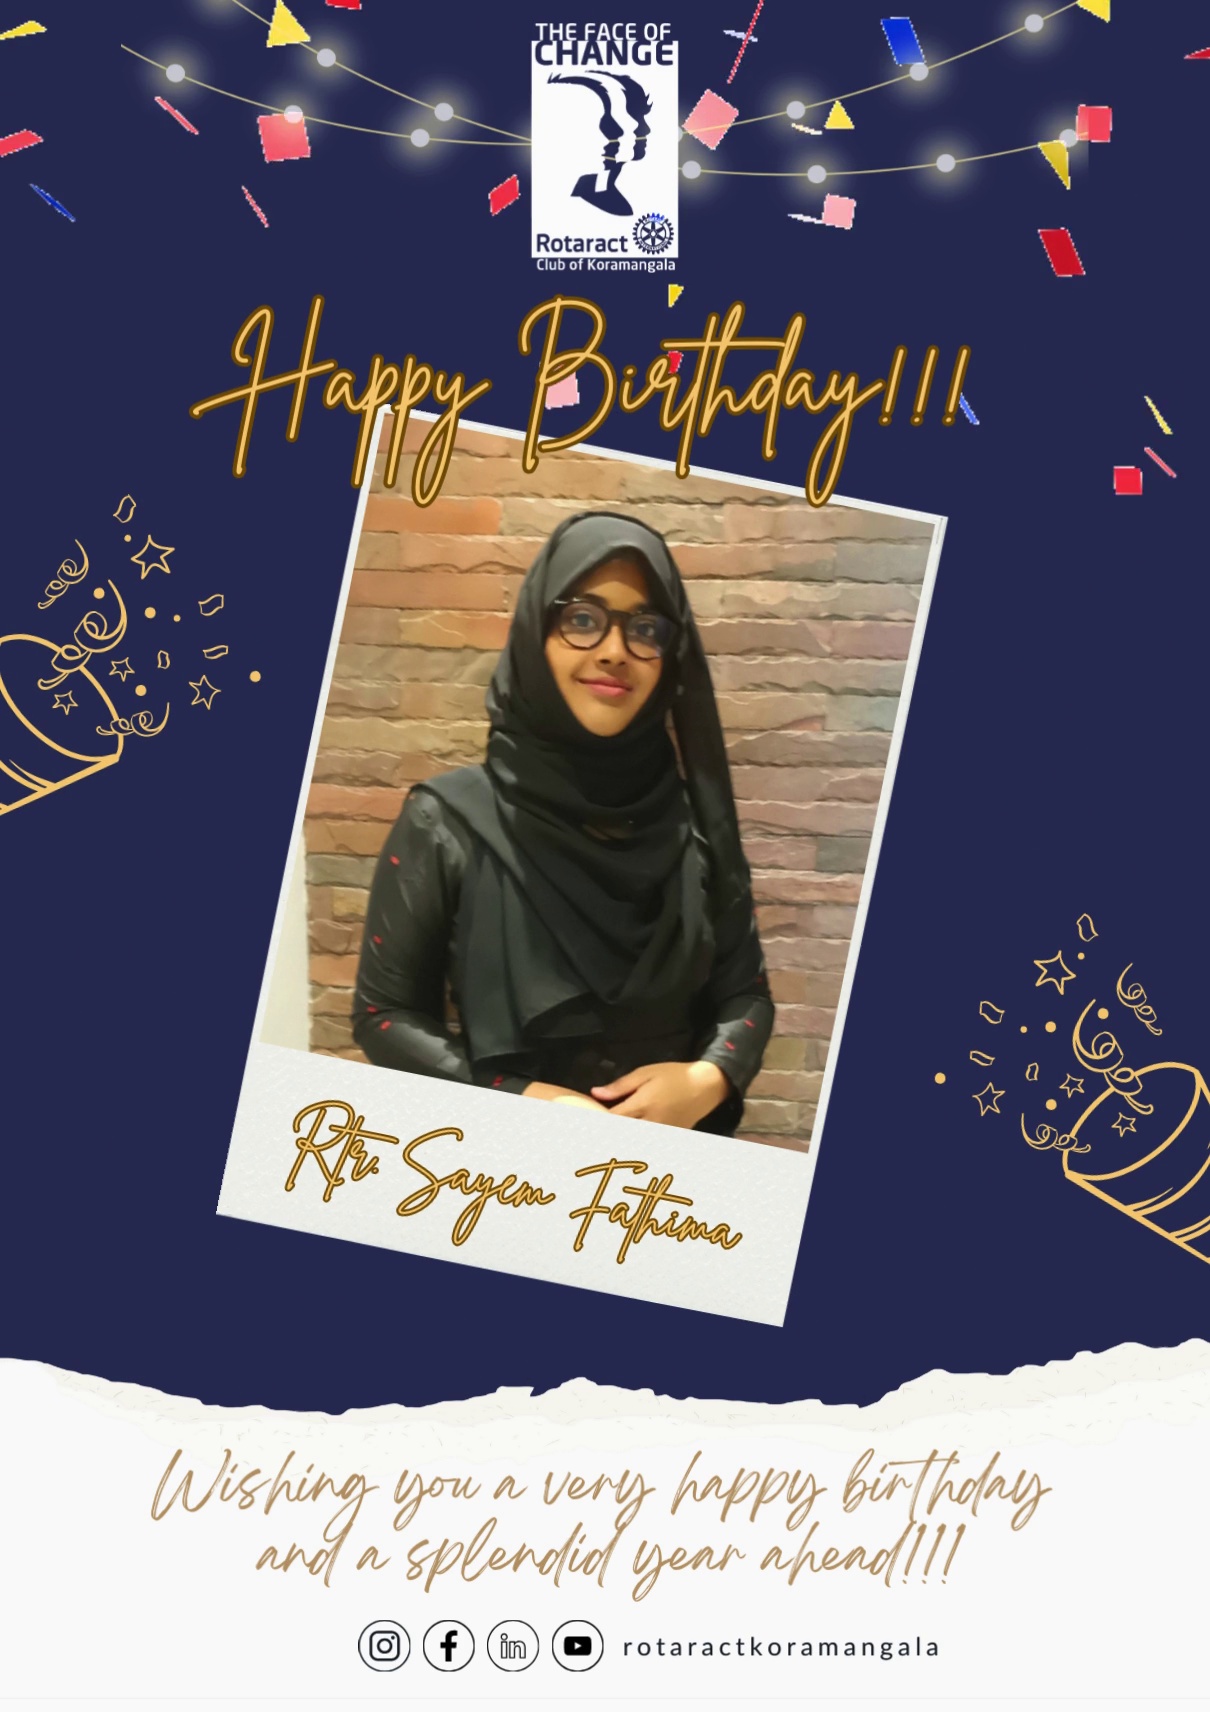 THE FACE OF
CHANGE
Rotaract
Club of Koramangala
Happy Birthday!!!
Rtr. Sayem Fathima
Wishing you a very happy birthday
and a splendid year ahead!!!
in
rotaractkoramangala